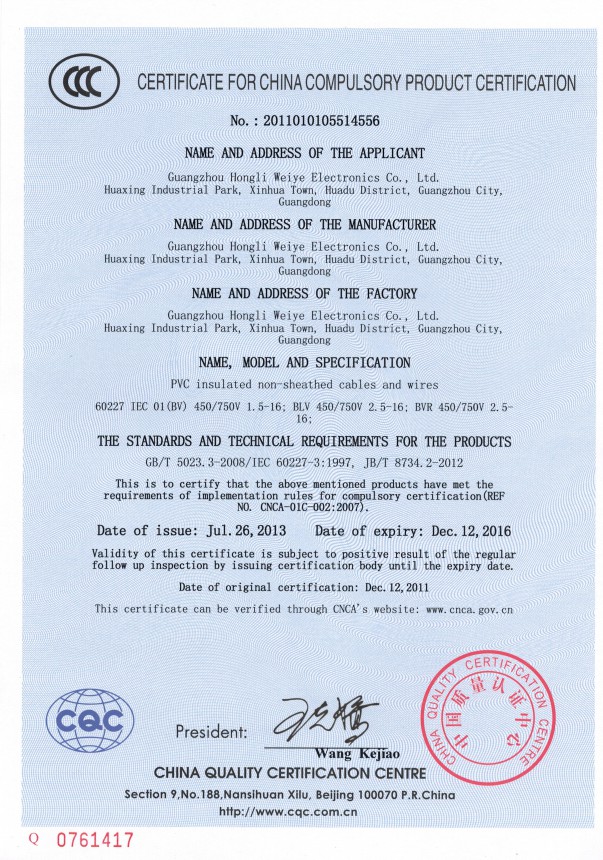 CERTIFICATE FOR CHINA COMPULSORY PRODUCT CERTIFICATION
No.: 2011010105514556
NAME AND ADDRESS OF THE APPLICANT
Guangzhou Hongli Weiye Electronics Co., Ltd.
Huaxing Industrial Park, Xinhua Town, Huadu District, Guangzhou City,
Guangdong
NAME AND ADDRESS OF THE MANUFACTURER
Guangzhou Hongli Weiye Electronics Co., Ltd.
Huaxing Industrial Park, Xinhua Town, Huadu District, Guangzhou City,
Guangdong
NAME AND ADDRESS OF THE FACTORY
Guangzhou Hongli Weiye Electronics Co., Ltd.
Huaxing Industrial Park, Xinhua Town, Huadu District, Guangzhou City,
Guangdong
NAME, MODEL AND SPECIFICATION
PVC insulated non-sheathed cables and wires
60227 IEC 01(BV) 450/750V 1.5-16; BLV 450/750V 2.5-16; BVR 450/750V 2.5-
16;
THE STANDARDS AND TECHNICAL REQUIREMENTS FOR THE PRODUCTS
GB/T 5023.3-2008/IEC 60227-3:1997, JB/T 8734.2-2012
This is to certify that the above mentioned products have met the
requirements of implementation rules for compulsory certification(REF
NO. CNCA-01C-002:2007).
Date of issue: Jul.26,2013 Date of expiry: Dec.12,2016
Validity of this certificate is subject to positive result of the regular
follow up inspection by issuing certification body until the expiry date.
Date of original certification: Dec.12,2011
This certificate can be verified through CNCA's website: www.cnca.gov.cn
CQC
President:
Wang Kejiao
CHINA QUALITY CERTIFICATION CENTRE
中国质量认证中心
CHINA QUALITY CERTIFICATION CENTRE
Section 9,No.188,Nansihuan Xilu, Beijing 100070 P.R.China
http://www.cqc.com.cn
Q 0761417